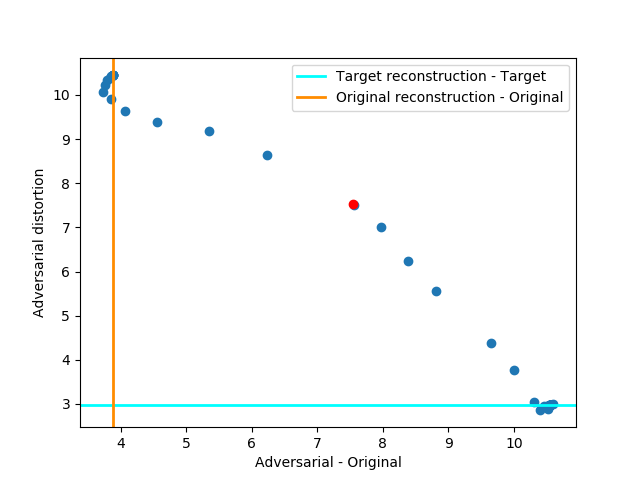 Target reconstruction - Target
Original reconstruction - Original
Adversarial distortion
10
9
8
7
6
5
4
3
4 5 6 7 8 9 10
Adversarial - Original